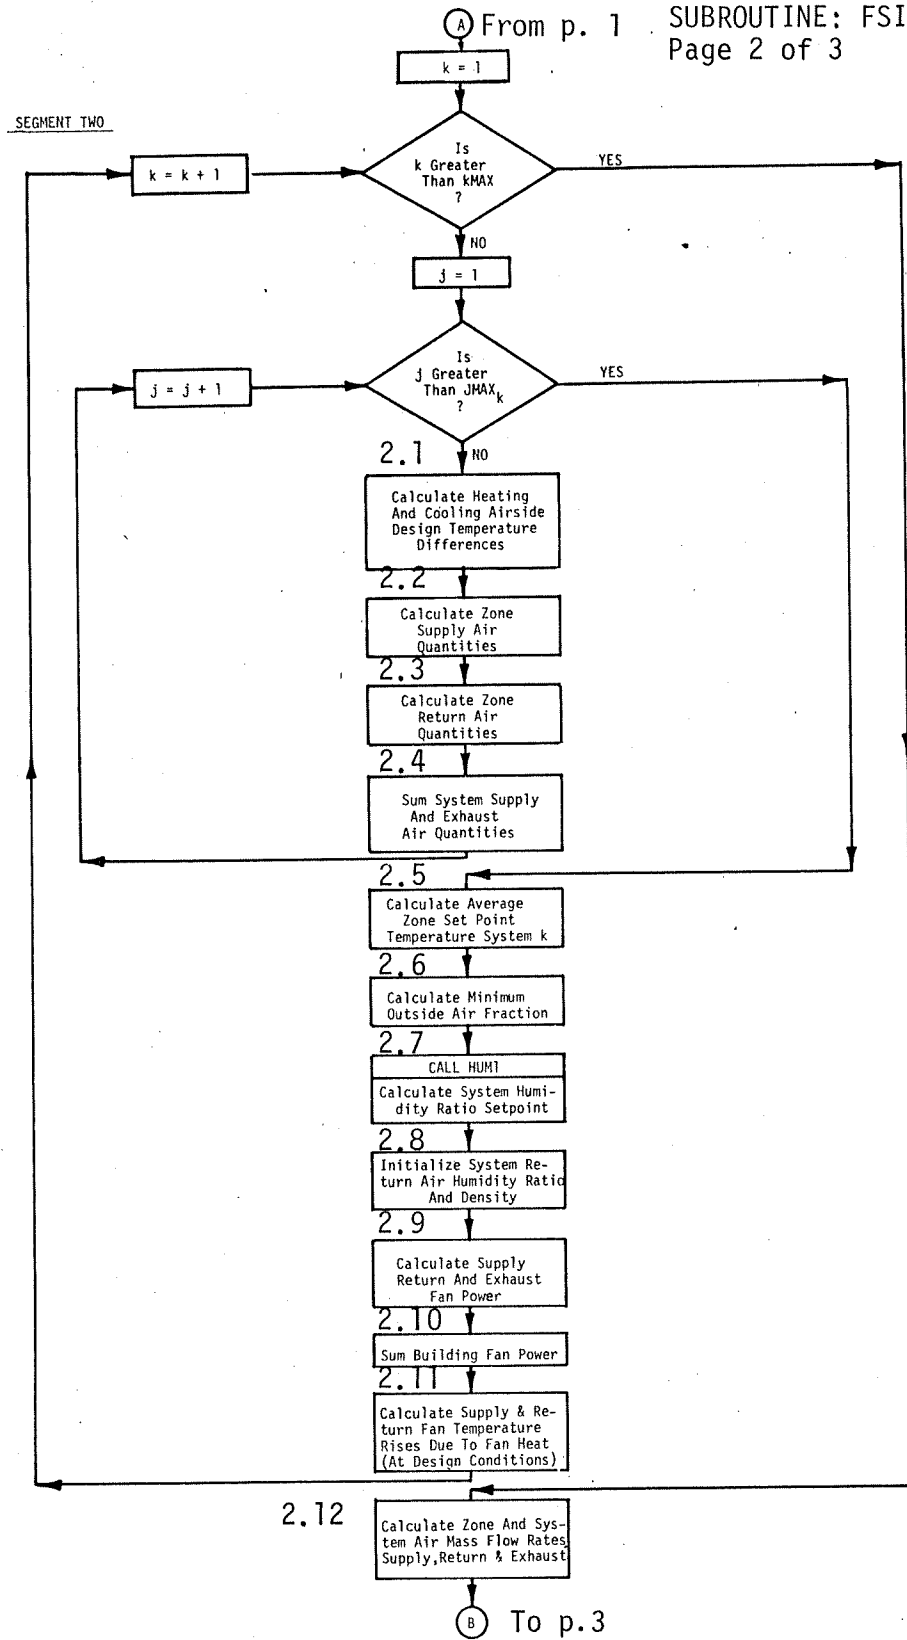 A From p. 1
SUBROUTINE: FSI
Page 2 of 3
k = 1
SEGMENT TWO
k = k + 1
Is
k Greater
Than kMAX
?
YES
NO
j = 1
j = j + 1
Is
j Greater
Than JMAXk
?
YES
2.1
NO
Calculate Heating
And Cooling Airside
Design Temperature
Differences
2.2
Calculate Zone
Supply Air
Quantities
2.3
Calculate Zone
Return Air
Quantities
2.4
Sum System Supply
And Exhaust
Air Quantities
2.5
Calculate Average
Zone Set Point
Temperature System k
2.6
Calculate Minimum
Outside Air Fraction
2.7
CALL HUM1
Calculate System Humi-
dity Ratio Setpoint
2.8
Initialize System Re-
turn Air Humidity Ratio
And Density
2.9
Calculate Supply
Return And Exhaust
Fan Power
2.10
Sum Building Fan Power
2.11
Calculate Supply & Re-
turn Fan Temperature
Rises Due To Fan Heat
(At Design Conditions)
2.12
Calculate Zone And Sys-
tem Air Mass Flow Rates
Supply,Return & Exhaust
B To p.3